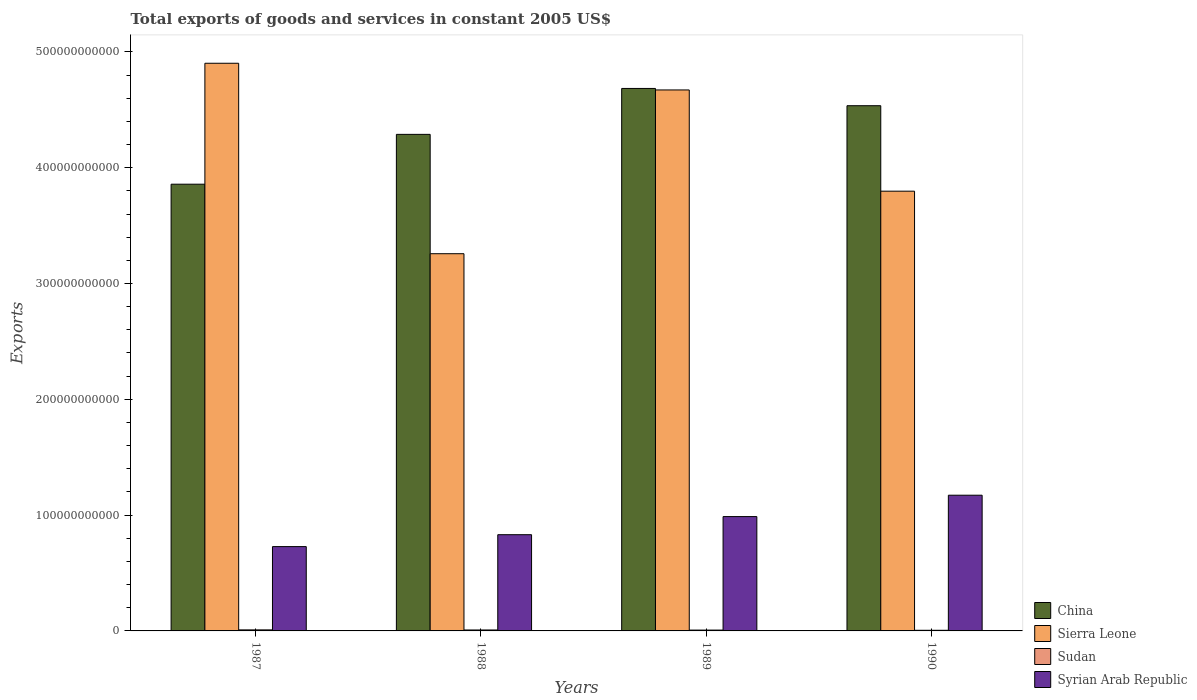 Total exports of goods and services in constant 2005 US$
500000000000
400000000000
300000000000
200000000000
100000000000
0
Exports
1987
1988
1989
1990
Years
China
Sierra Leone
Sudan
Syrian Arab Republic